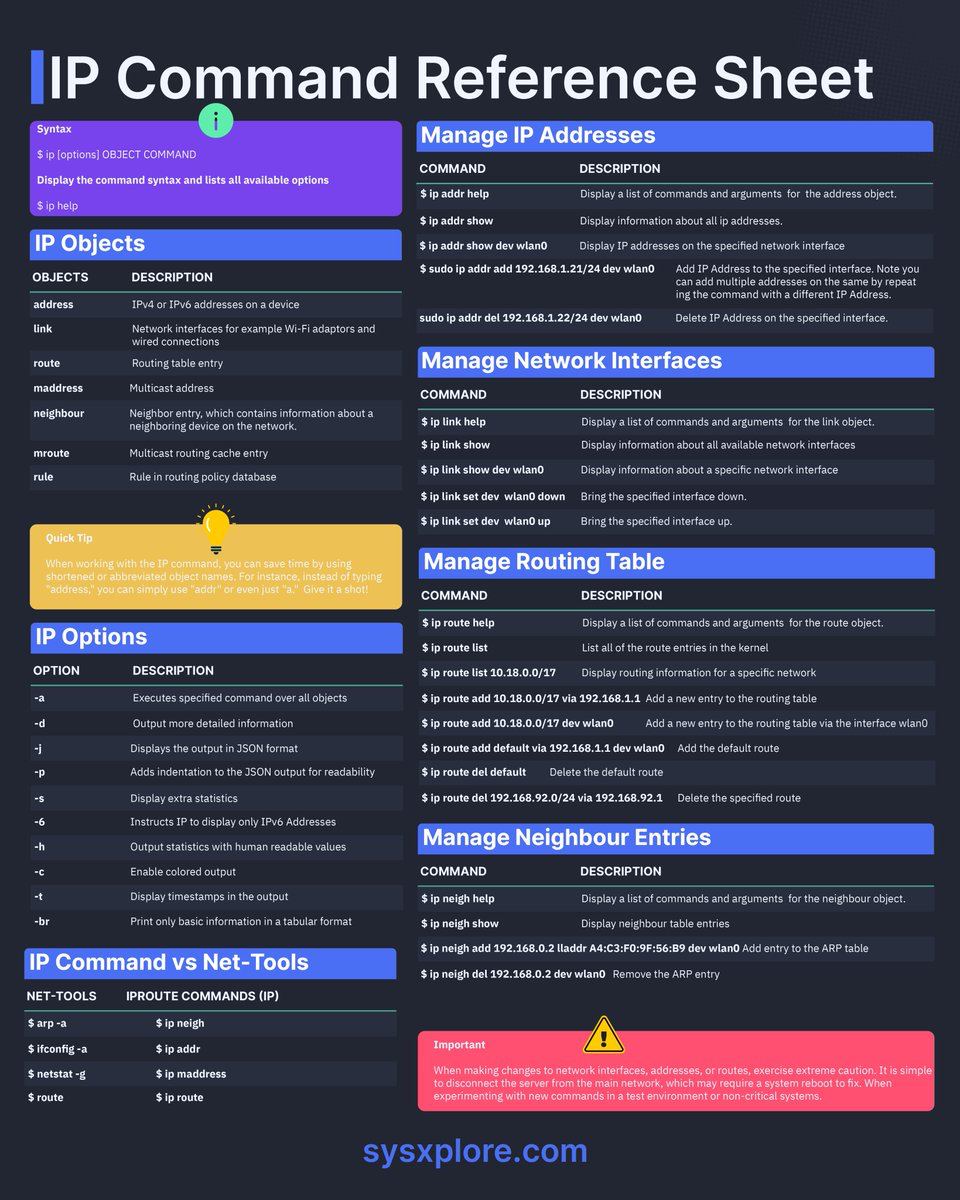 IP Command Reference Sheet
Syntax
$ ip [options] OBJECT COMMAND
Display the command syntax and lists all available options
$ ip help
IP Objects
OBJECTS DESCRIPTION
address IPv4 or IPv6 addresses on a device
link Network interfaces for example Wi-Fi adaptors and
wired connections
route Routing table entry
maddress Multicast address
neighbour Neighbor entry, which contains information about a
neighboring device on the network.
mroute Multicast routing cache entry
rule Rule in routing policy database
Quick Tip
When working with the IP command, you can save time by using
shortened or abbreviated object names. For instance, instead of typing
"address," you can simply use "addr" or even just "a." Give it a shot!
IP Options
OPTION DESCRIPTION
-a Executes specified command over all objects
-d Output more detailed information
-j Displays the output in JSON format
-p Adds indentation to the JSON output for readability
-s Display extra statistics
-6 Instructs IP to display only IPv6 Addresses
-h Output statistics with human readable values
-c Enable colored output
-t Display timestamps in the output
-br Print only basic information in a tabular format
IP Command vs Net-Tools
NET-TOOLS IPROUTE COMMANDS (IP)
$ arp -a $ ip neigh
$ ifconfig -a $ ip addr
$ netstat -g $ ip maddress
$ route $ ip route
Manage IP Addresses
COMMAND DESCRIPTION
$ ip addr help Display a list of commands and arguments for the address object.
$ ip addr show Display information about all ip addresses.
$ ip addr show dev wlan0 Display IP addresses on the specified network interface
$ sudo ip addr add 192.168.1.21/24 dev wlan0 Add IP Address to the specified interface. Note you
can add multiple addresses on the same by repeat
ing the command with a different IP Address.
sudo ip addr del 192.168.1.22/24 dev wlan0 Delete IP Address on the specified interface.
Manage Network Interfaces
COMMAND DESCRIPTION
$ ip link help Display a list of commands and arguments for the link object.
$ ip link show Display information about all available network interfaces
$ ip link show dev wlan0 Display information about a specific network interface
$ ip link set dev wlan0 down Bring the specified interface down.
$ ip link set dev wlan0 up Bring the specified interface up.
Manage Routing Table
COMMAND DESCRIPTION
$ ip route help Display a list of commands and arguments for the route object.
$ ip route list List all of the route entries in the kernel
$ ip route list 10.18.0.0/17 Display routing information for a specific network
$ ip route add 10.18.0.0/17 via 192.168.1.1 Add a new entry to the routing table
$ ip route add 10.18.0.0/17 dev wlan0 Add a new entry to the routing table via the interface wlan0
$ ip route add default via 192.168.1.1 dev wlan0 Add the default route
$ ip route del default Delete the default route
$ ip route del 192.168.92.0/24 via 192.168.92.1 Delete the specified route
Manage Neighbour Entries
COMMAND DESCRIPTION
$ ip neigh help Display a list of commands and arguments for the neighbour object.
$ ip neigh show Display neighbour table entries
$ ip neigh add 192.168.0.2 lladdr A4:C3:F0:9F:56:B9 dev wlan0 Add entry to the ARP table
$ ip neigh del 192.168.0.2 dev wlan0 Remove the ARP entry
Important
When making changes to network interfaces, addresses, or routes, exercise extreme caution. It is simple
to disconnect the server from the main network, which may require a system reboot to fix. When
experimenting with new commands in a test environment or non-critical systems.
sysxplore.com